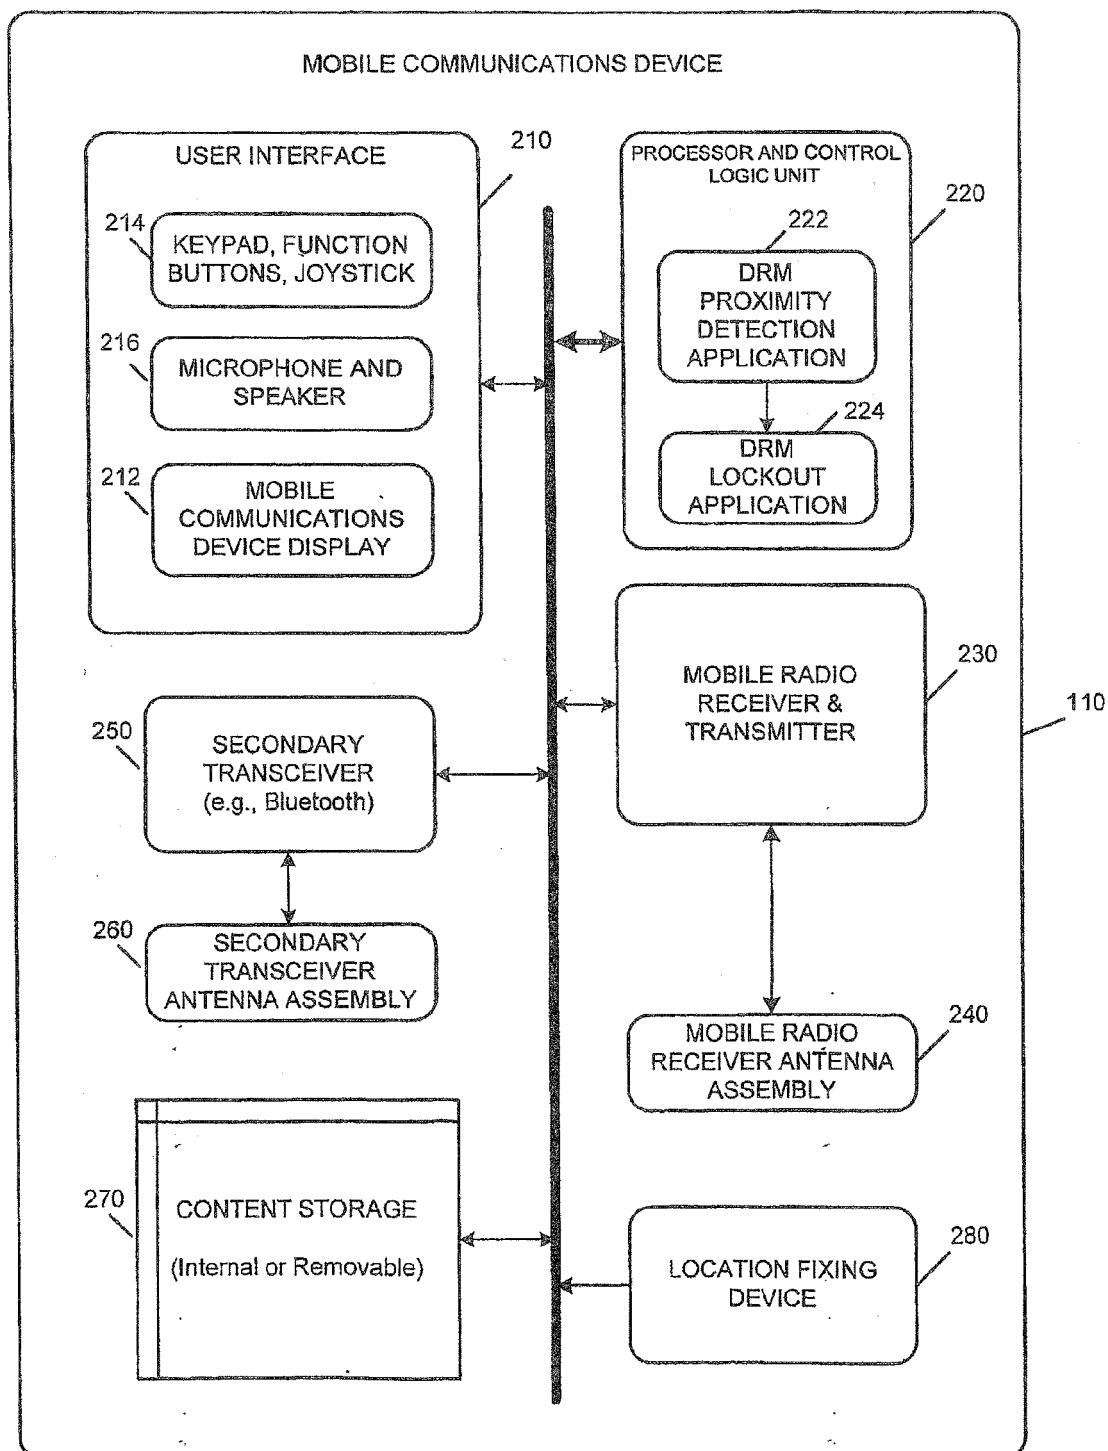 MOBILE COMMUNICATIONS DEVICE
USER INTERFACE
210
214
KEYPAD, FUNCTION
BUTTONS, JOYSTICK
216
MICROPHONE AND
SPEAKER
212
MOBILE
COMMUNICATIONS
DEVICE DISPLAY
PROCESSOR AND CONTROL
LOGIC UNIT
220
222
DRM
PROXIMITY
DETECTION
APPLICATION
224
DRM
LOCKOUT
APPLICATION
230
MOBILE RADIO
RECEIVER &
TRANSMITTER
110
250
SECONDARY
TRANSCEIVER
(e.g., Bluetooth)
260
SECONDARY
TRANSCEIVER
ANTENNA ASSEMBLY
240
MOBILE RADIO
RECEIVER ANTENNA
ASSEMBLY
270
CONTENT STORAGE
(Internal or Removable)
280
LOCATION FIXING
DEVICE